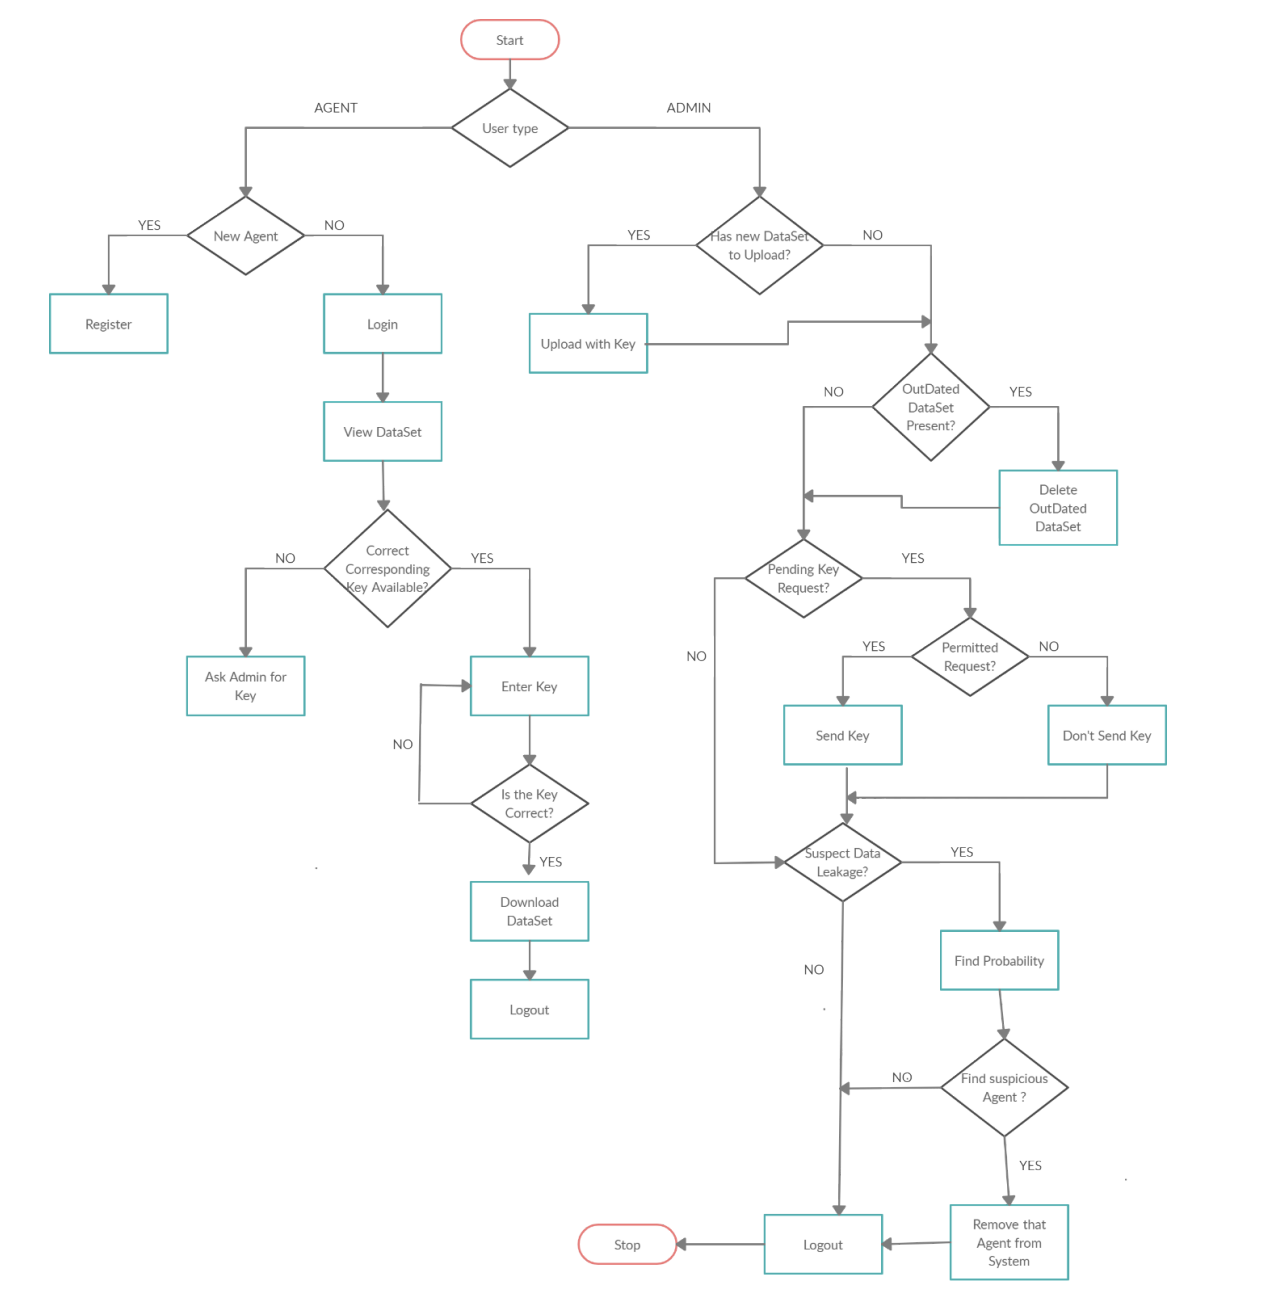 Start
AGENT
ADMIN
User type
YES
New Agent
NO
YES
Has new DataSet
to Upload?
NO
Register
Login
Upload with Key
NO
OutDated
DataSet
Present?
YES
View DataSet
Delete
OutDated
DataSet
NO
Correct
Corresponding
Key Available?
YES
Pending Key
Request?
YES
NO
YES
Permitted
Request?
NO
Ask Admin for
Key
Enter Key
Send Key
Don't Send Key
NO
Is the Key
Correct?
YES
Suspect Data
Leakage?
YES
Download
DataSet
NO
Find Probability
Logout
NO
Find suspicious
Agent ?
YES
Stop
Logout
Remove that
Agent from
System